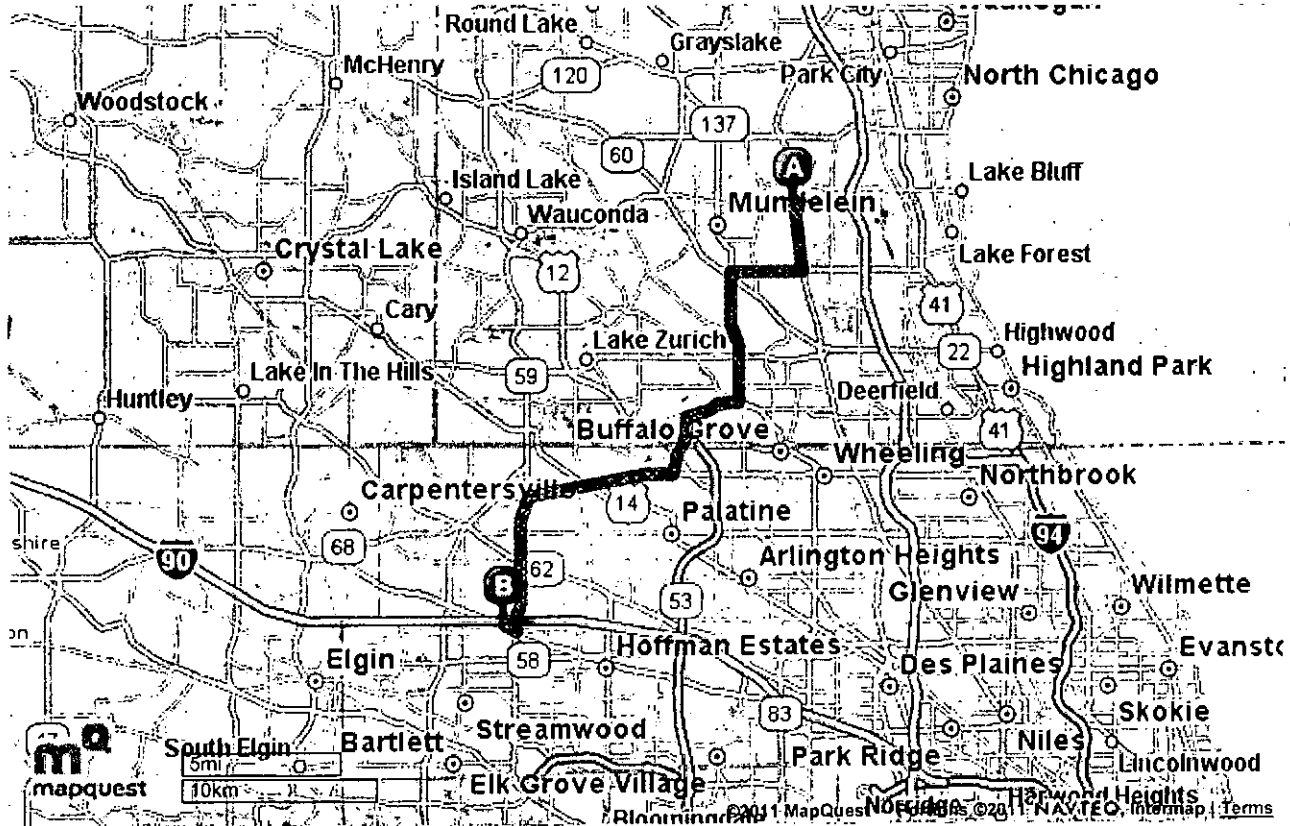 Round Lake
Grayslake
McHenry
120
Park City
North Chicago
Woodstock
137
60
A
Island Lake
Lake Bluff
Mundelein
Wauconda
Crystal Lake
Lake Forest
12
41
Cary
Highwood
Lake Zurich
22
Highland Park
59
Lake In The Hills
Deerfield
Huntley
Buffalo Grove
41
Wheeling
Northbrook
Carpentersville
14
Palatine
94
68
90
Arlington Heights
62
B
Glenview
Wilmette
53
Hoffman Estates
Evanst
Elgin
58
Des Plaines
83
Skokie
Streamwood
Niles
South Elgin
Bartlett
Park Ridge
Lincolnwood
5mi
mapquest
Elk Grove Village
10km
Harwood Heights
©2011 MapQuest
NAVTEQ, Intermap | Terms